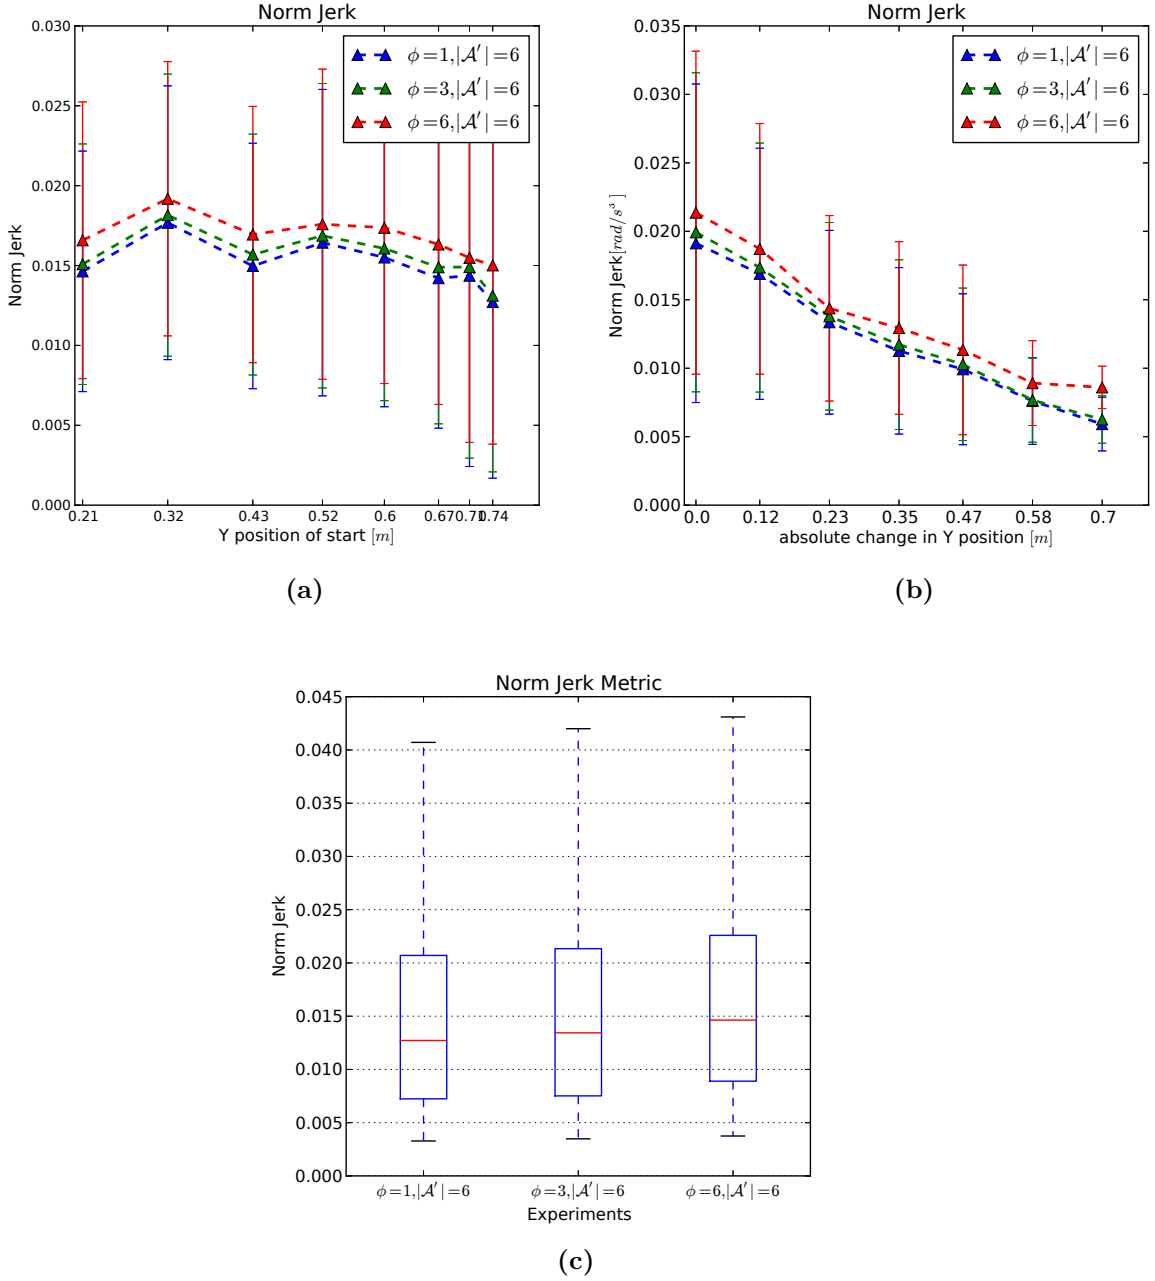 Norm Jerk
0.030
0.025
0.020
0.015
0.010
0.005
0.000
Norm Jerk
ϕ=1,|𝒜′|=6
ϕ=3,|𝒜′|=6
ϕ=6,|𝒜′|=6
0.21 0.32 0.43 0.52 0.6 0.67 0.71 0.74
Y position of start [m]
(a)
Norm Jerk
0.035
0.030
0.025
0.020
0.015
0.010
0.005
0.000
Norm Jerk[rad/s³]
ϕ=1,|𝒜′|=6
ϕ=3,|𝒜′|=6
ϕ=6,|𝒜′|=6
0.0 0.12 0.23 0.35 0.47 0.58 0.7
absolute change in Y position [m]
(b)
Norm Jerk Metric
0.045
0.040
0.035
0.030
0.025
0.020
0.015
0.010
0.005
0.000
Norm Jerk
ϕ=1,|𝒜′|=6 ϕ=3,|𝒜′|=6 ϕ=6,|𝒜′|=6
Experiments
(c)